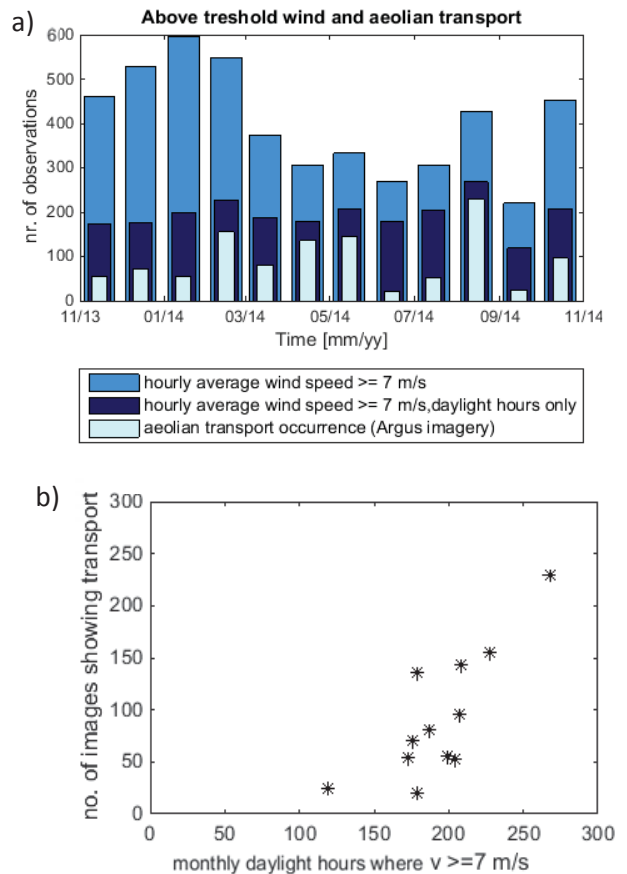 a)
Above treshold wind and aeolian transport
nr. of observations
600
500
400
300
200
100
0
11/13 01/14 03/14 05/14 07/14 09/14 11/14
Time [mm/yy]
hourly average wind speed >= 7 m/s
hourly average wind speed >= 7 m/s,daylight hours only
aeolian transport occurrence (Argus imagery)
b)
no. of images showing transport
300
250
200
150
100
50
0
0 50 100 150 200 250 300
monthly daylight hours where v >=7 m/s